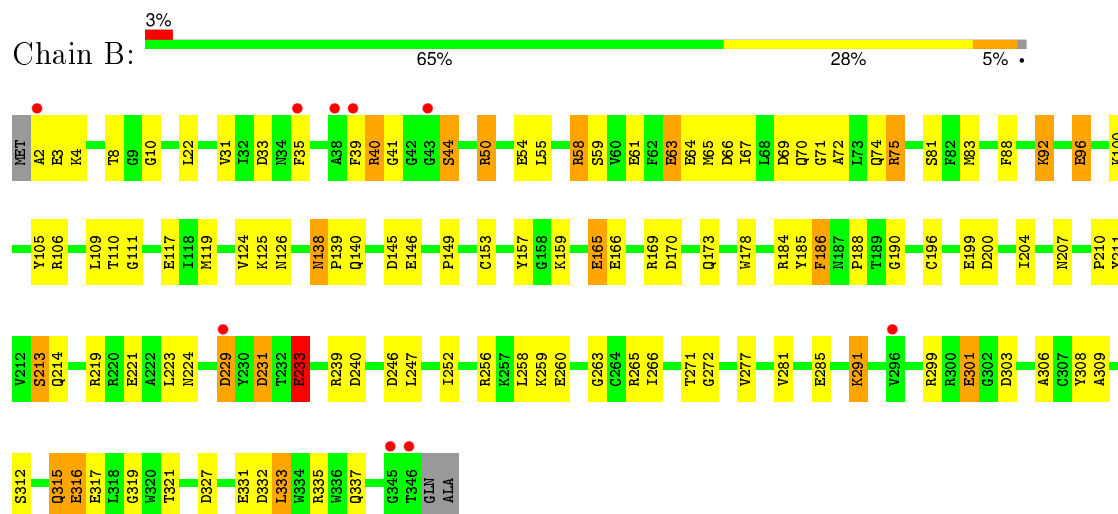 3%
Chain B:
65% 28% 5% •
MET A2 E3 K4 T8 G9 G10 L22 V31 I32 D33 N34 F35 A38 F39 R40 G41 G42 G43 S44 R50 E54 L55 R58 S59 V60 E61 F62 E63 E64 M65 D66 I67 L68 D69 Q70 G71 A72 L73 Q74 R75 S81 F82 M83 F88 K92 E96 K100
Y105 R106 L109 T110 G111 E117 I118 M119 V124 K125 N126 N138 P139 Q140 D145 E146 P149 C153 Y157 G158 K159 E165 E166 R169 D170 Q173 W178 R184 Y185 F186 N187 P188 T189 G190 C196 E199 D200 I204 N207 P210 Y211
V212 S213 Q214 R219 R220 E221 A222 L223 N224 D229 Y230 D231 T232 E233 R239 D240 D246 L247 I252 R256 K257 L258 K259 E260 G263 C264 R265 I266 T271 G272 V277 V281 E285 K291 V296 R299 R300 E301 G302 D303 A306 C307 Y308 A309
S312 Q315 E316 E317 L318 G319 W320 T321 D327 E331 D332 L333 W334 R335 W336 Q337 G345 T346 GLN ALA